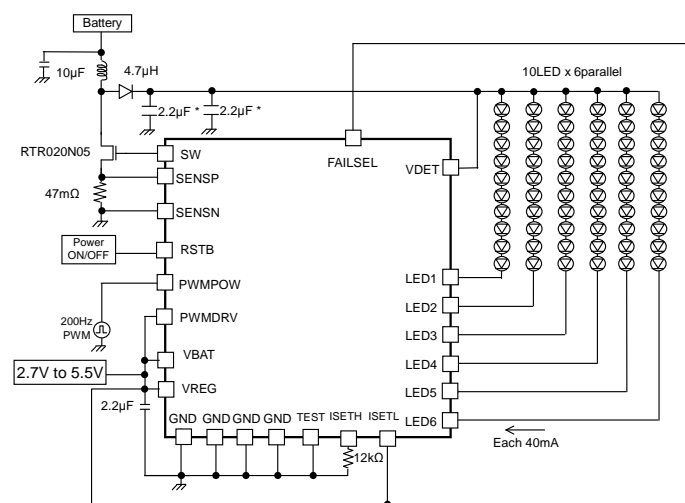 Battery
10µF
4.7µH
10LED x 6parallel
2.2µF *
2.2µF *
RTR020N05
SW
FAILSEL
VDET
SENSP
47mΩ
SENSN
Power
ON/OFF
RSTB
PWMPOW
LED1
LED2
200Hz
PWM
PWMDRV
LED3
2.7V to 5.5V
VBAT
LED4
VREG
LED5
2.2µF
GND GND GND GND TEST ISETH ISETL
LED6
12kΩ
Each 40mA